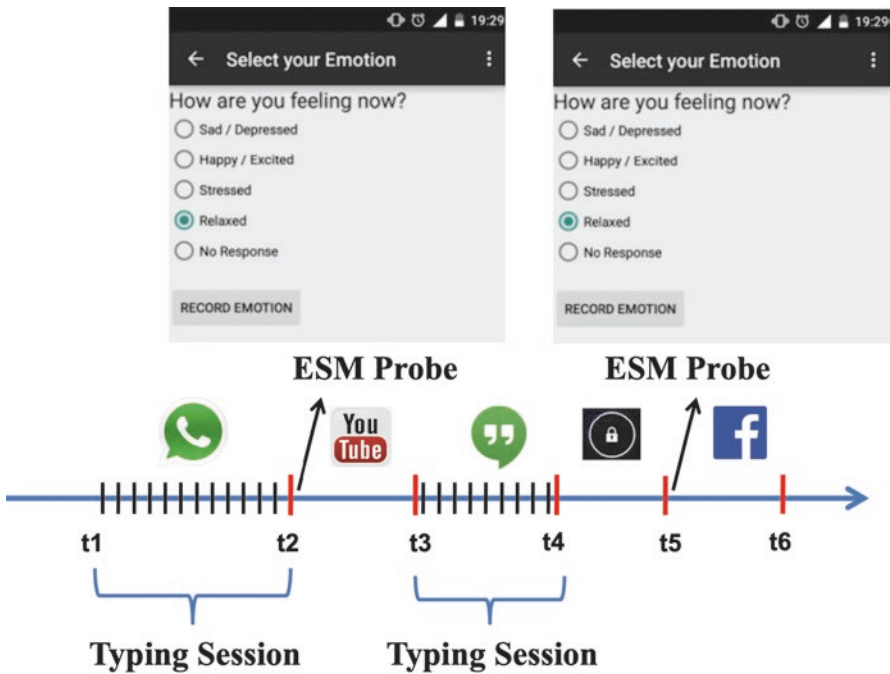 19:29
Select your Emotion
How are you feeling now?
Sad / Depressed
Happy / Excited
Stressed
Relaxed
No Response
RECORD EMOTION
19:29
Select your Emotion
How are you feeling now?
Sad / Depressed
Happy / Excited
Stressed
Relaxed
No Response
RECORD EMOTION
ESM Probe
ESM Probe
You
Tube
f
t1
t2
t3
t4
t5
t6
Typing Session
Typing Session